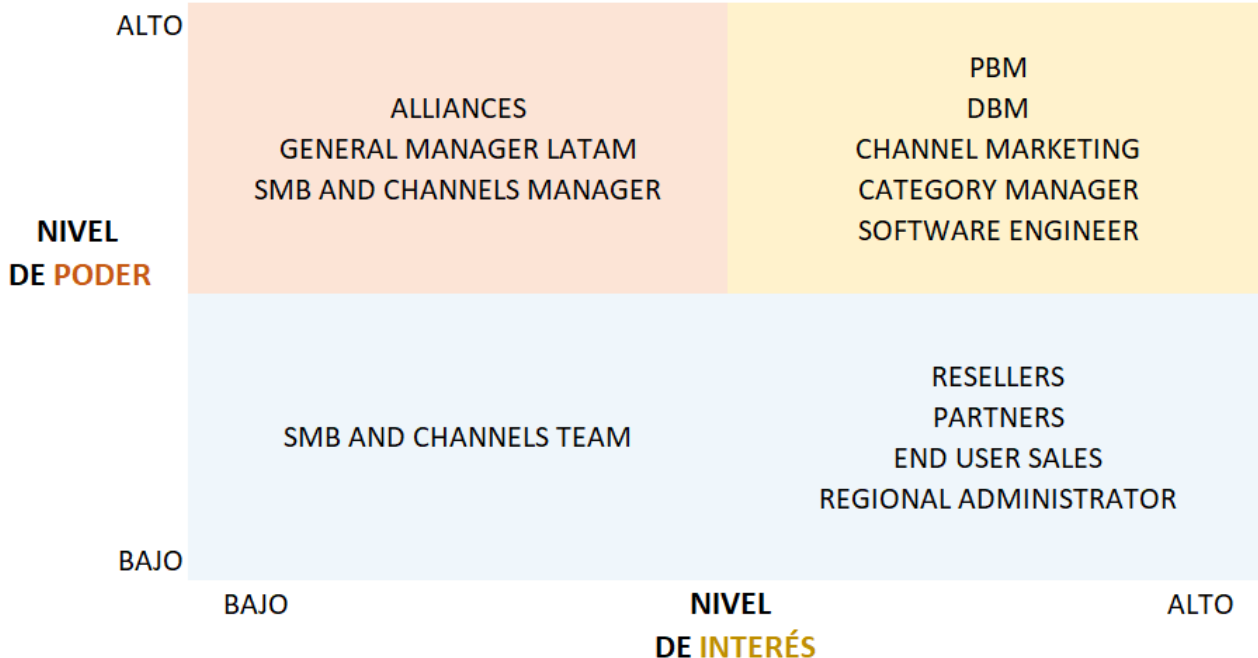 ALTO
ALLIANCES
GENERAL MANAGER LATAM
SMB AND CHANNELS MANAGER
PBM
DBM
CHANNEL MARKETING
CATEGORY MANAGER
SOFTWARE ENGINEER
NIVEL
DE PODER
SMB AND CHANNELS TEAM
RESELLERS
PARTNERS
END USER SALES
REGIONAL ADMINISTRATOR
BAJO
BAJO
NIVEL
DE INTERÉS
ALTO